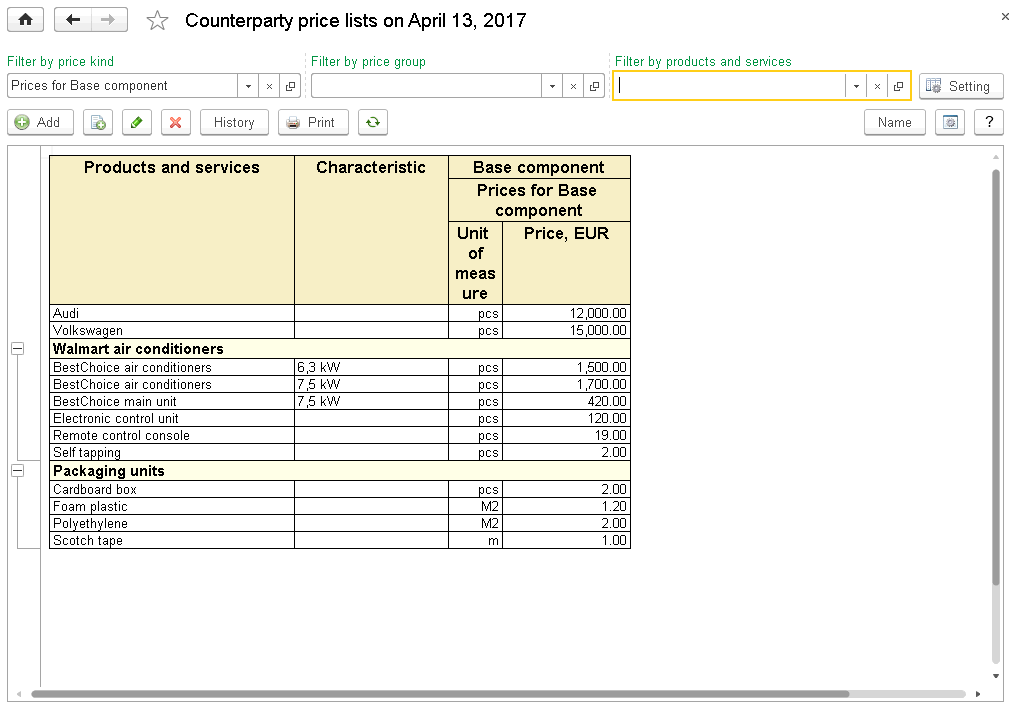 Counterparty price lists on April 13, 2017
Filter by price kind
Filter by price group
Filter by products and services
Prices for Base component
Setting
Add
History
Print
Name
?
Products and services
Characteristic
Base component
Prices for Base
component
Unit
of
meas
ure
Price, EUR
Audi pcs 12,000.00
Volkswagen pcs 15,000.00
Walmart air conditioners
BestChoice air conditioners 6,3 kW pcs 1,500.00
BestChoice air conditioners 7,5 kW pcs 1,700.00
BestChoice main unit 7,5 kW pcs 420.00
Electronic control unit pcs 120.00
Remote control console pcs 19.00
Self tapping pcs 2.00
Packaging units
Cardboard box pcs 2.00
Foam plastic M2 1.20
Polyethylene M2 2.00
Scotch tape m 1.00